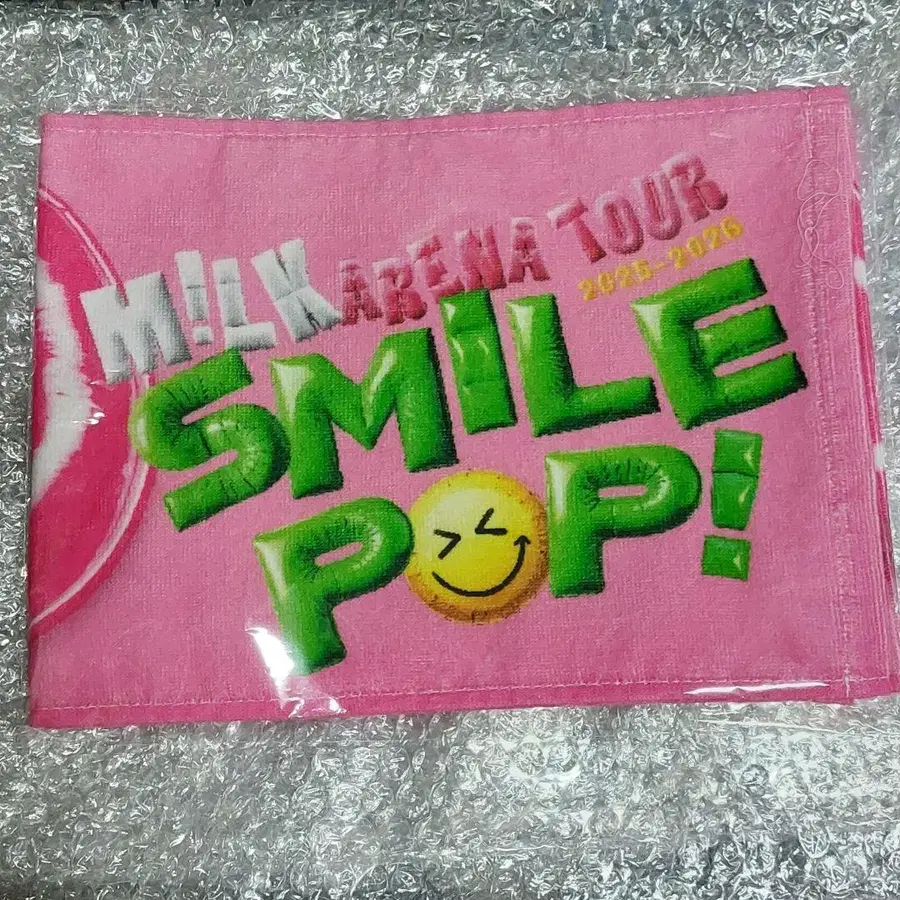 M!LK ARENA TOUR
2025-2026
SMILE
POP!